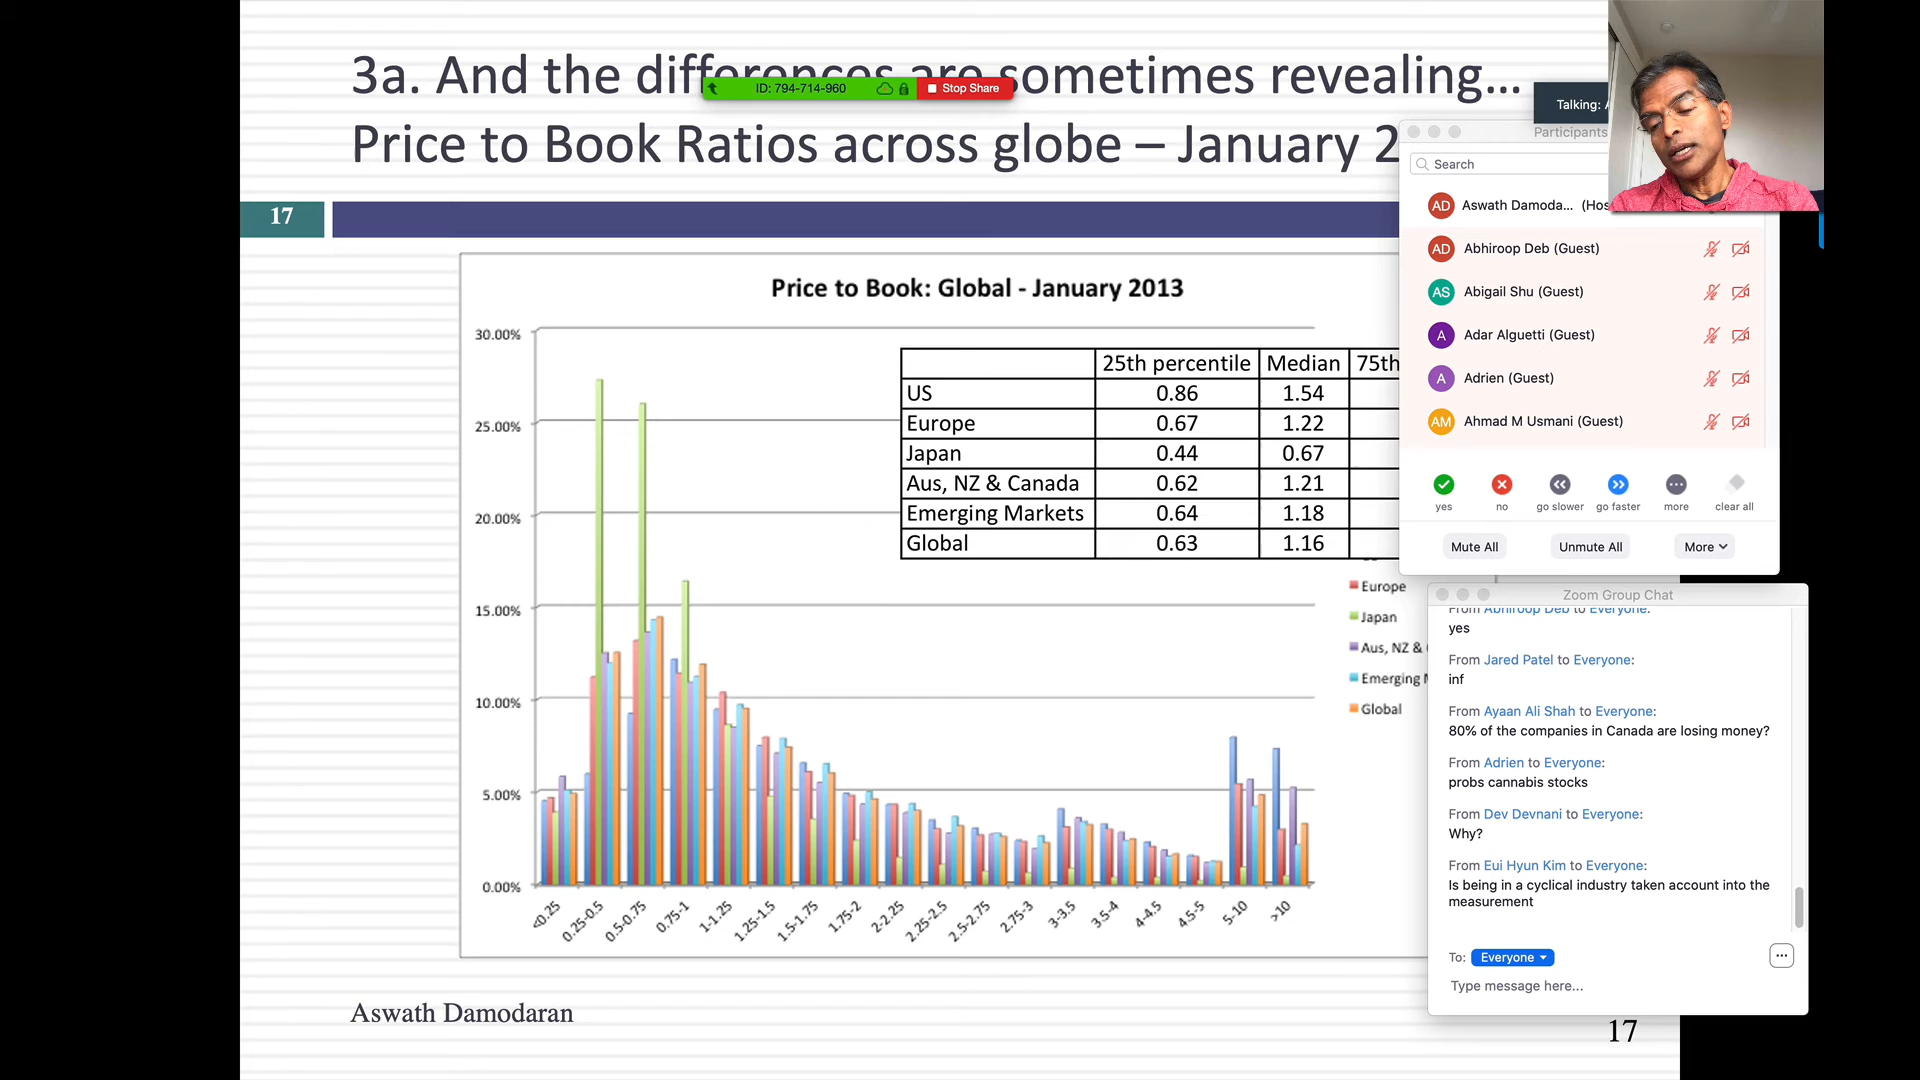 3a. And the differences are sometimes revealing...
Price to Book Ratios across globe – January 2
ID: 794-714-960
Stop Share
17
Price to Book: Global - January 2013
30.00%
25.00%
20.00%
15.00%
10.00%
5.00%
0.00%
25th percentile Median 75th
US 0.86 1.54
Europe 0.67 1.22
Japan 0.44 0.67
Aus, NZ & Canada 0.62 1.21
Emerging Markets 0.64 1.18
Global 0.63 1.16
Europe
Japan
Aus, NZ &
Emerging
Global
<0.25
0.25-0.5
0.5-0.75
0.75-1
1-1.25
1.25-1.5
1.5-1.75
1.75-2
2-2.25
2.25-2.5
2.5-2.75
2.75-3
3-3.5
3.5-4
4-4.5
4.5-5
5-10
>10
Aswath Damodaran
17
Talking:
Participants
Search
AD Aswath Damoda... (Hos
AD Abhiroop Deb (Guest)
AS Abigail Shu (Guest)
A Adar Alguetti (Guest)
A Adrien (Guest)
AM Ahmad M Usmani (Guest)
yes no go slower go faster more clear all
Mute All Unmute All More
Zoom Group Chat
From Abhiroop Deb to Everyone:
yes
From Jared Patel to Everyone:
inf
From Ayaan Ali Shah to Everyone:
80% of the companies in Canada are losing money?
From Adrien to Everyone:
probs cannabis stocks
From Dev Devnani to Everyone:
Why?
From Eui Hyun Kim to Everyone:
Is being in a cyclical industry taken account into the
measurement
To: Everyone
Type message here...